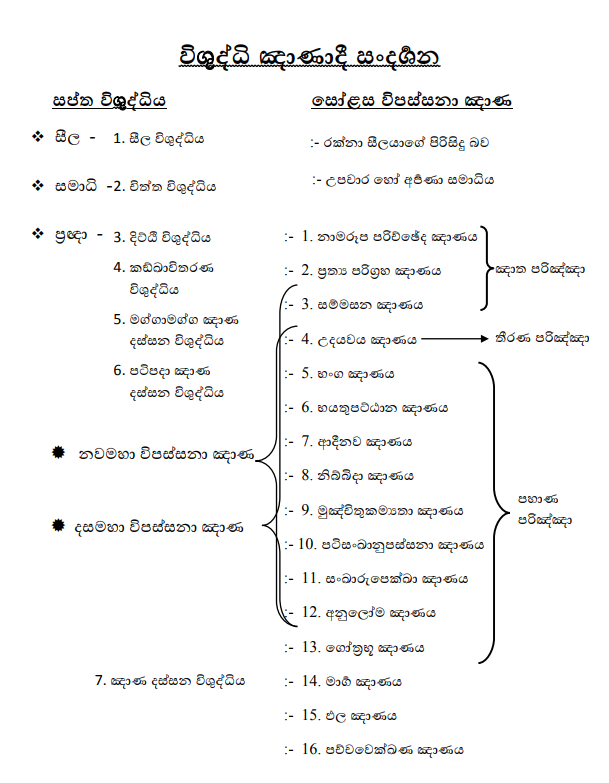 විශුද්ධි ඤාණාදී සංදර්ශන
සප්ත විශුද්ධිය
සෝළස විපස්සනා ඤාණ
❖ සීල - 1. සීල විශුද්ධිය :- රක්නා සීලයාගේ පිරිසිදු බව
❖ සමාධි -2. චිත්ත විශුද්ධිය :- උපචාර හෝ අර්පණා සමාධිය
❖ ප්‍රඥා - 3. දිට්ඨි විශුද්ධිය :- 1. නාමරූප පරිච්ඡේද ඤාණය
4. කඞ්ඛාවිතරණ
විශුද්ධිය
:- 2. ප්‍රත්‍ය පරිග්‍රහ ඤාණය
ඤාත පරිඤ්ඤා
:- 3. සම්මසන ඤාණය
5. මග්ගාමග්ග ඤාණ
දස්සන විශුද්ධිය
:- 4. උදයවය ඤාණය
තීරණ පරිඤ්ඤා
6. පටිපදා ඤාණ
දස්සන විශුද්ධිය
:- 5. භංග ඤාණය
:- 6. භයතුපට්ඨාන ඤාණය
:- 7. ආදීනව ඤාණය
නවමහා විපස්සනා ඤාණ
:- 8. නිබ්බිදා ඤාණය
:- 9. මුඤ්චිතුකම්‍යතා ඤාණය
පහාණ
පරිඤ්ඤා
දසමහා විපස්සනා ඤාණ
:- 10. පටිසංඛානුපස්සනා ඤාණය
:- 11. සංඛාරුපෙක්ඛා ඤාණය
:- 12. අනුලෝම ඤාණය
:- 13. ගෝත්‍රභූ ඤාණය
7. ඤාණ දස්සන විශුද්ධිය :- 14. මාර්ග ඤාණය
:- 15. ඵල ඤාණය
:- 16. පච්චවෙක්ඛණ ඤාණය